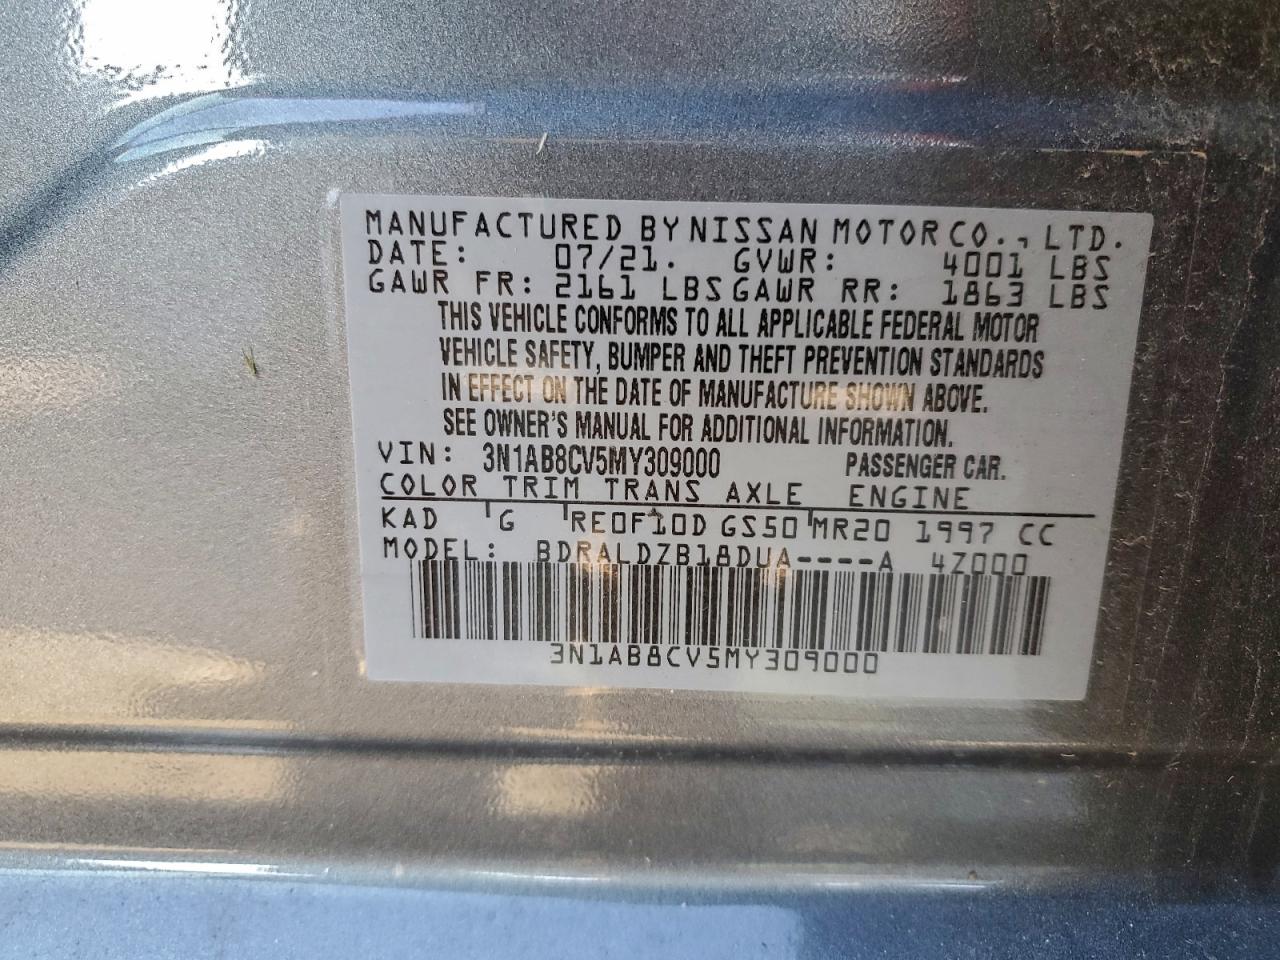 MANUFACTURED BY NISSAN MOTOR CO., LTD.
DATE: 07/21. GVWR: 4001 LBS
GAWR FR: 2161 LBS GAWR RR: 1863 LBS
THIS VEHICLE CONFORMS TO ALL APPLICABLE FEDERAL MOTOR
VEHICLE SAFETY, BUMPER AND THEFT PREVENTION STANDARDS
IN EFFECT ON THE DATE OF MANUFACTURE SHOWN ABOVE.
SEE OWNER'S MANUAL FOR ADDITIONAL INFORMATION.
VIN: 3N1AB8CV5MY309000 PASSENGER CAR.
COLOR TRIM TRANS AXLE ENGINE
KAD G RE0F10D GS50 MR20 1997 CC
MODEL: BDRALDZB18DUA----A 4Z000
3N1AB8CV5MY309000